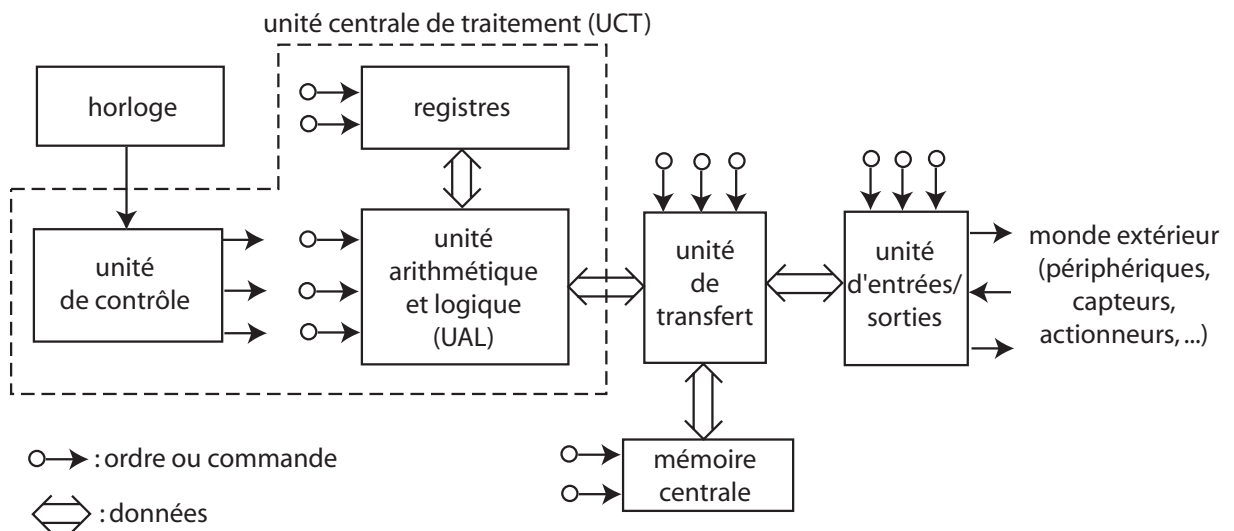 unité centrale de traitement (UCT)
horloge
registres
unité
de contrôle
unité
arithmétique
et logique
(UAL)
unité
de
transfert
unité
d'entrées/
sorties
monde extérieur
(périphériques,
capteurs,
actionneurs, ...)
mémoire
centrale
: ordre ou commande
: données